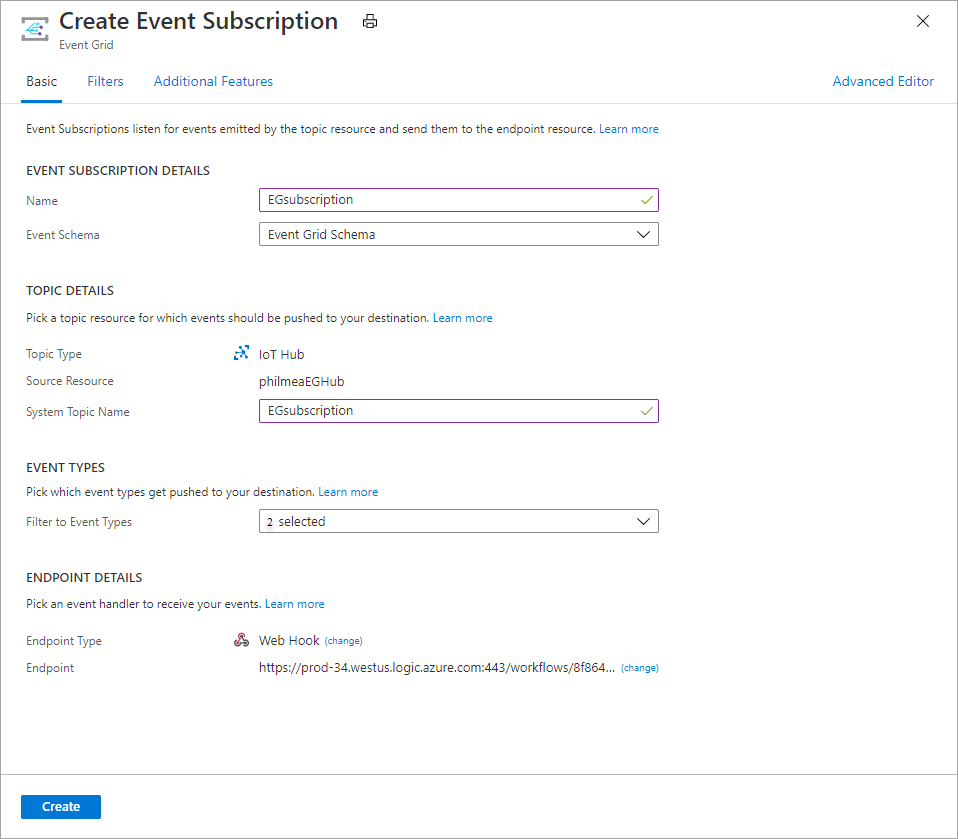 Create Event Subscription
Event Grid
Basic Filters Additional Features Advanced Editor
Event Subscriptions listen for events emitted by the topic resource and send them to the endpoint resource. Learn more
EVENT SUBSCRIPTION DETAILS
Name EGsubscription
Event Schema Event Grid Schema
TOPIC DETAILS
Pick a topic resource for which events should be pushed to your destination. Learn more
Topic Type IoT Hub
Source Resource philmeaEGHub
System Topic Name EGsubscription
EVENT TYPES
Pick which event types get pushed to your destination. Learn more
Filter to Event Types 2 selected
ENDPOINT DETAILS
Pick an event handler to receive your events. Learn more
Endpoint Type Web Hook (change)
Endpoint https://prod-34.westus.logic.azure.com:443/workflows/8f864... (change)
Create